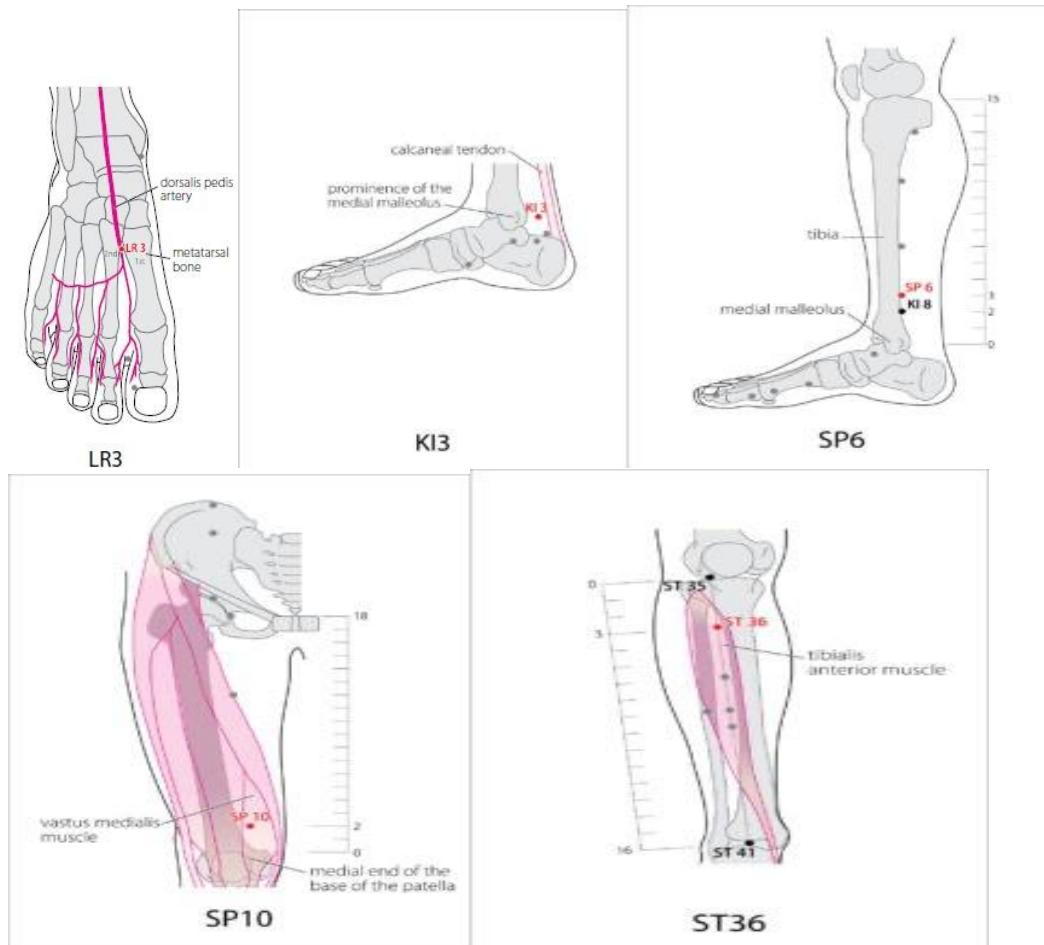 dorsalis pedis
artery
LR 3
metatarsal
bone
2nd
1st
LR3
calcaneal tendon
prominence of the
medial malleolus
KI 3
KI3
15
tibia
SP 6
KI 8
3
2
medial malleolus
0
SP6
18
vastus medialis
muscle
SP 10
2
0
medial end of the
base of the patella
SP10
0
ST 35
ST 36
3
tibialis
anterior muscle
16
ST 41
ST36